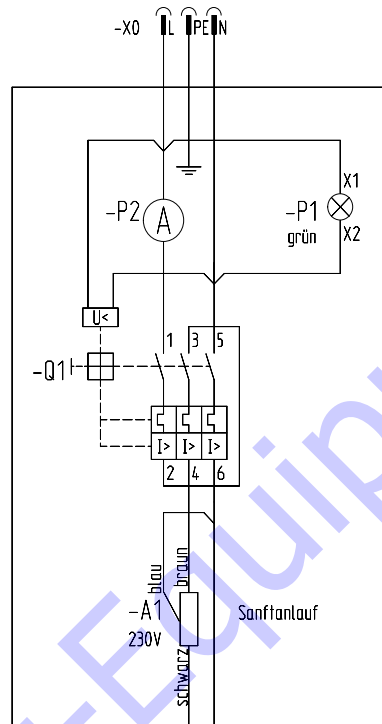 -X0 L PE N
X1
-P2 A -P1
grün X2
U<
1 3 5
-Q1
I> I> I>
2 4 6
blau braun
-A1 Sanftanlauf
230V
schwarz